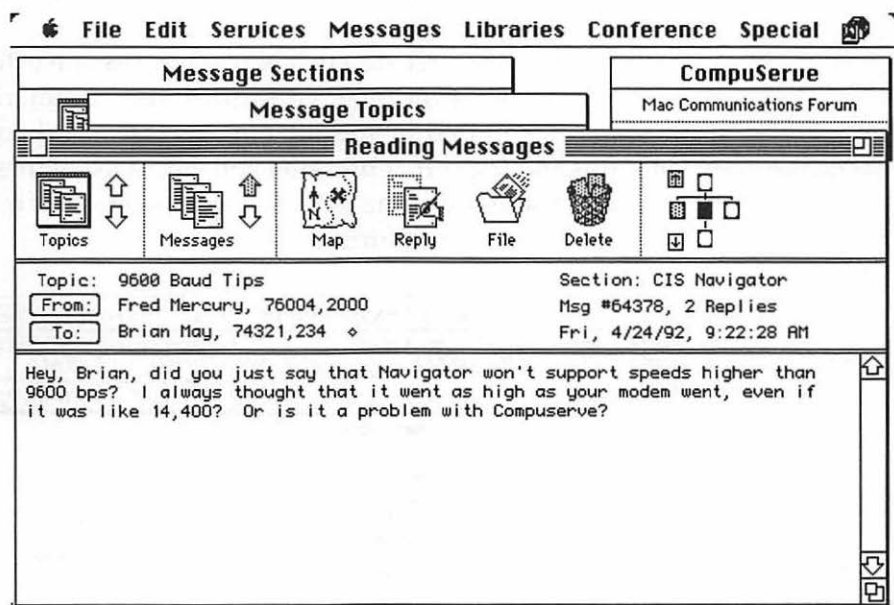 File Edit Services Messages Libraries Conference Special
Message Sections
CompuServe
Message Topics
Mac Communications Forum
Reading Messages
Topics Messages Map Reply File Delete
N
Topic: 9600 Baud Tips
Section: CIS Navigator
From: Fred Mercury, 76004,2000
Msg #64378, 2 Replies
To: Brian May, 74321,234
Fri, 4/24/92, 9:22:28 AM
Hey, Brian, did you just say that Navigator won't support speeds higher than
9600 bps? I always thought that it went as high as your modem went, even if
it was like 14,400? Or is it a problem with Compuserve?